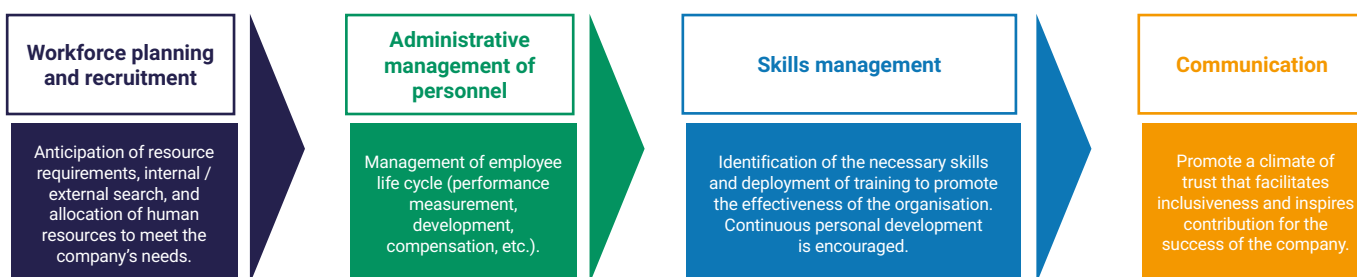 Workforce planning
and recruitment
Anticipation of resource
requirements, internal /
external search, and
allocation of human
resources to meet the
company's needs.
Administrative
management of
personnel
Management of employee
life cycle (performance
measurement,
development,
compensation, etc.).
Skills management
Identification of the necessary skills
and deployment of training to promote
the effectiveness of the organisation.
Continuous personal development
is encouraged.
Communication
Promote a climate of
trust that facilitates
inclusiveness and inspires
contribution for the
success of the company.